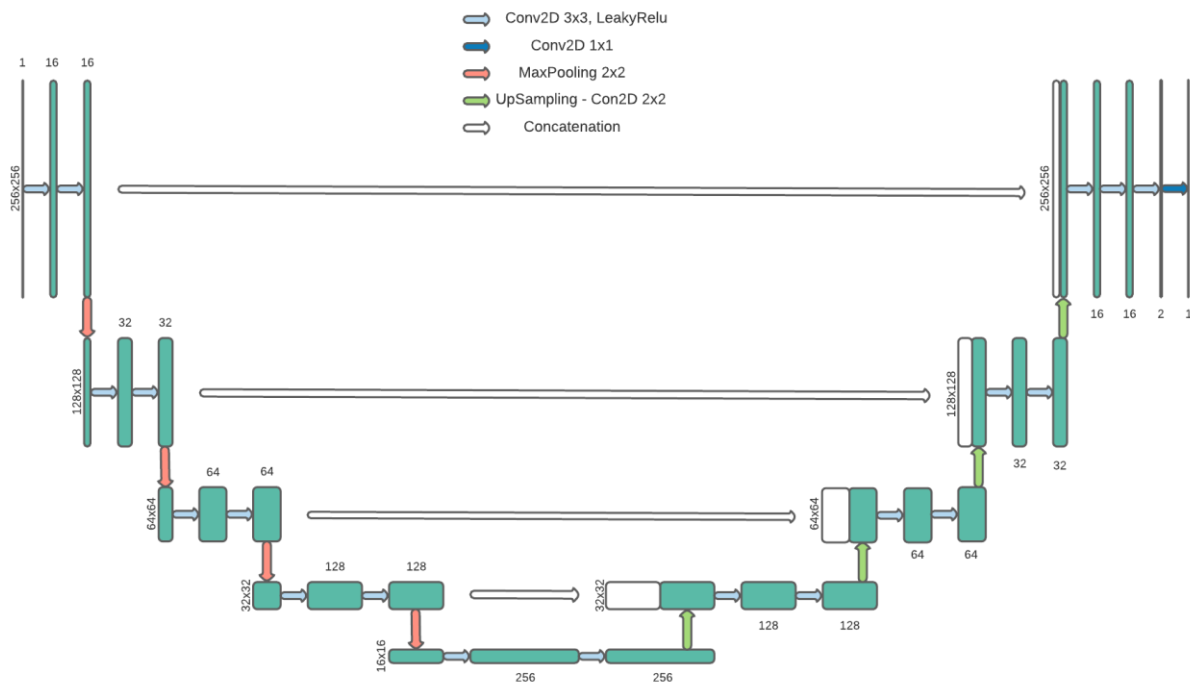 Conv2D 3x3, LeakyRelu
Conv2D 1x1
MaxPooling 2x2
UpSampling - Con2D 2x2
Concatenation
1 16 16
256x256
256x256
16 16 2 1
32 32
128x128
128x128
32 32
64 64
64x64
64x64
64 64
128 128
32x32
32x32
128 128
16x16
256 256